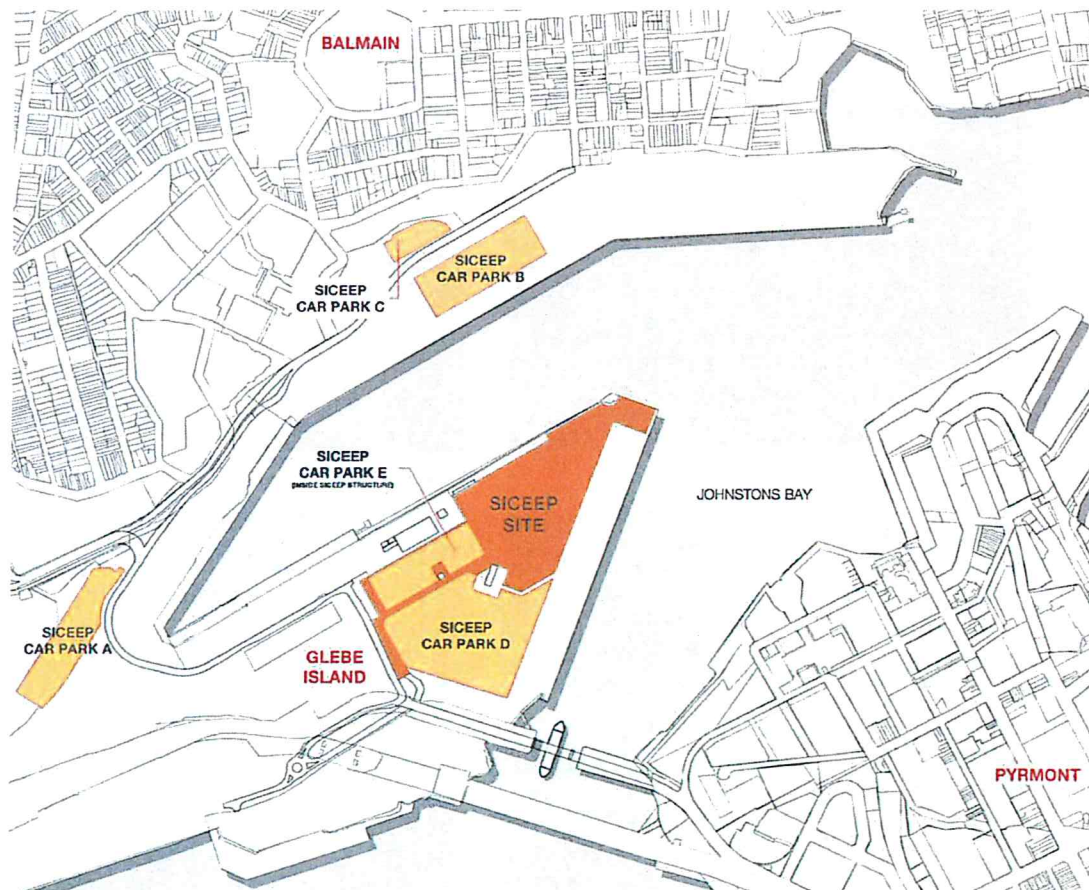 BALMAIN
SICEEP
CAR PARK B
SICEEP
CAR PARK C
SICEEP
CAR PARK E
(INSIDE SICEEP STRUCTURE)
SICEEP
SITE
JOHNSTONS BAY
SICEEP
CAR PARK A
SICEEP
CAR PARK D
GLEBE
ISLAND
PYRMONT